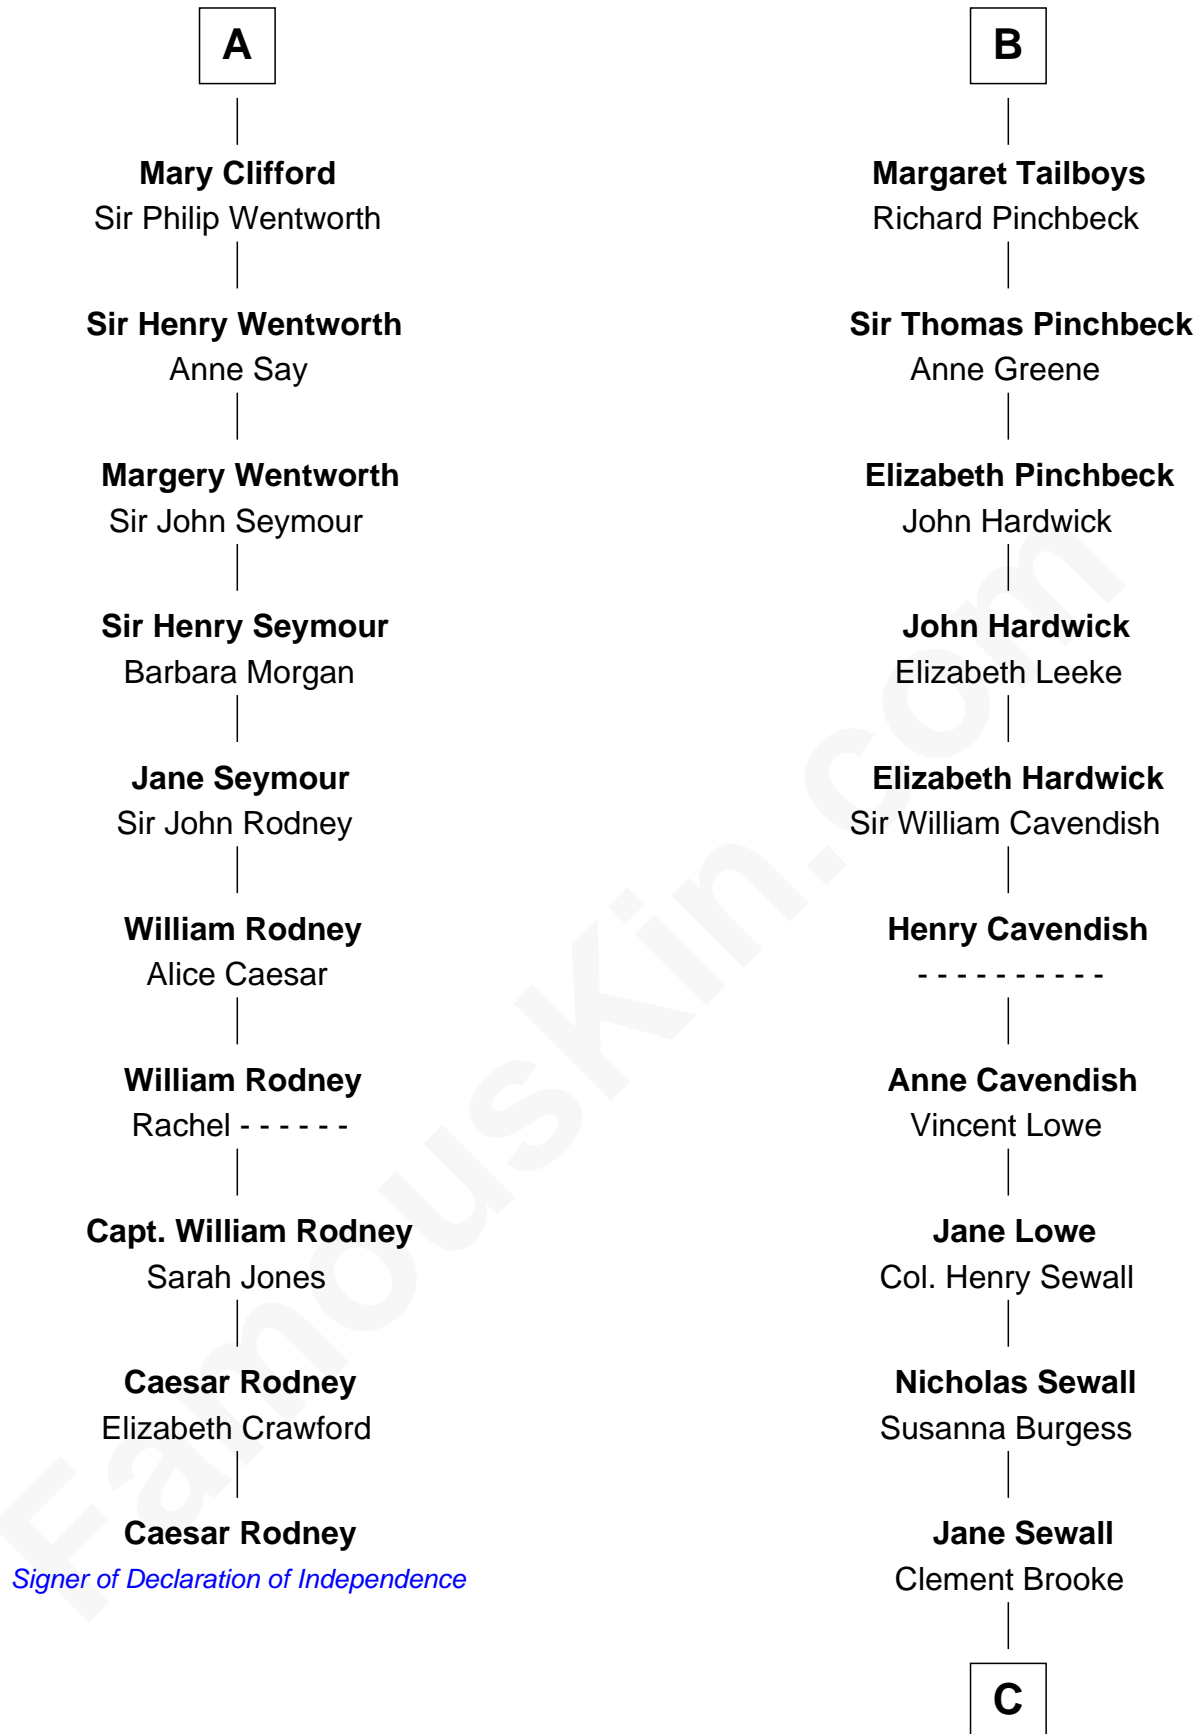 A
Mary Clifford
Sir Philip Wentworth
Sir Henry Wentworth
Anne Say
Margery Wentworth
Sir John Seymour
Sir Henry Seymour
Barbara Morgan
Jane Seymour
Sir John Rodney
William Rodney
Alice Caesar
William Rodney
Rachel - - - - - -
Capt. William Rodney
Sarah Jones
Caesar Rodney
Elizabeth Crawford
Caesar Rodney
Signer of Declaration of Independence
B
Margaret Tailboys
Richard Pinchbeck
Sir Thomas Pinchbeck
Anne Greene
Elizabeth Pinchbeck
John Hardwick
John Hardwick
Elizabeth Leeke
Elizabeth Hardwick
Sir William Cavendish
Henry Cavendish
- - - - - - - - - -
Anne Cavendish
Vincent Lowe
Jane Lowe
Col. Henry Sewall
Nicholas Sewall
Susanna Burgess
Jane Sewall
Clement Brooke
C
FamousKin.com